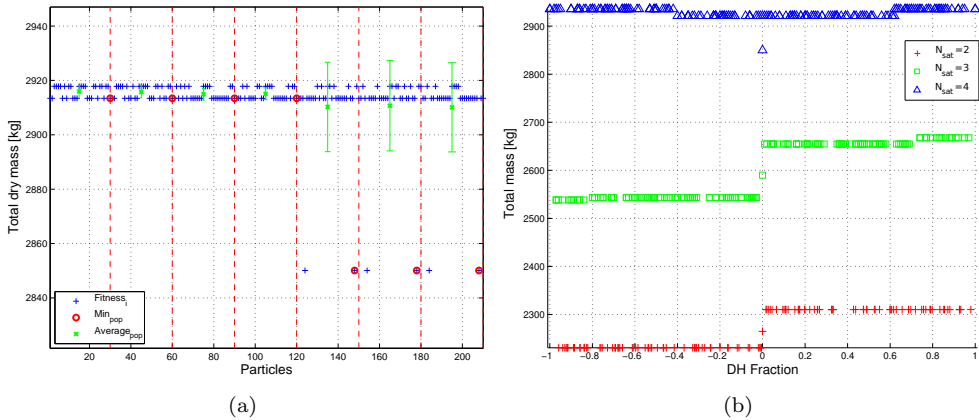 2940
2920
2900
2880
2860
2840
Total dry mass [kg]
20 40 60 80 100 120 140 160 180 200
Particles
Fitness_i
Min_pop
Average_pop
(a)
2900
2800
2700
2600
2500
2400
2300
Total mass [kg]
-1 -0.8 -0.6 -0.4 -0.2 0 0.2 0.4 0.6 0.8 1
DH Fraction
N_sat=2
N_sat=3
N_sat=4
(b)